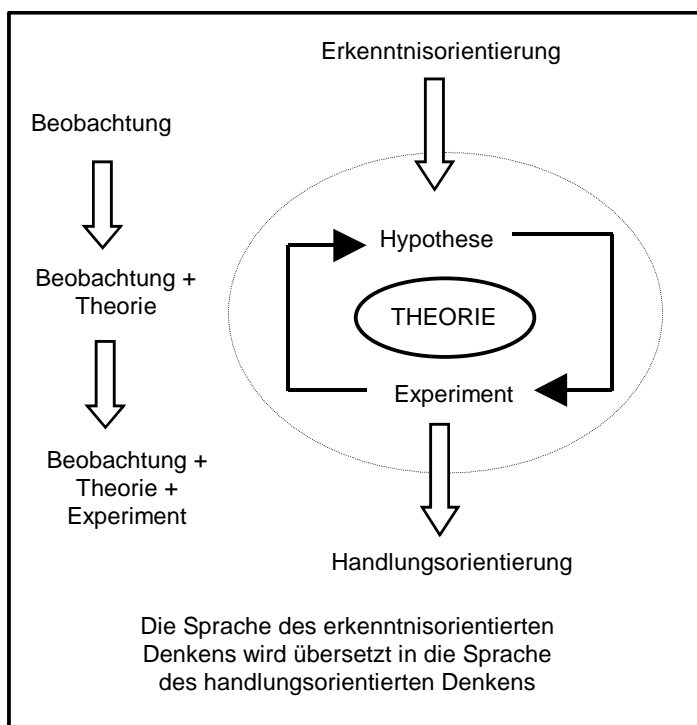 Erkenntnisorientierung
Beobachtung
Hypothese
Beobachtung +
Theorie
THEORIE
Experiment
Beobachtung +
Theorie +
Experiment
Handlungsorientierung
Die Sprache des erkenntnisorientierten
Denkens wird übersetzt in die Sprache
des handlungsorientierten Denkens